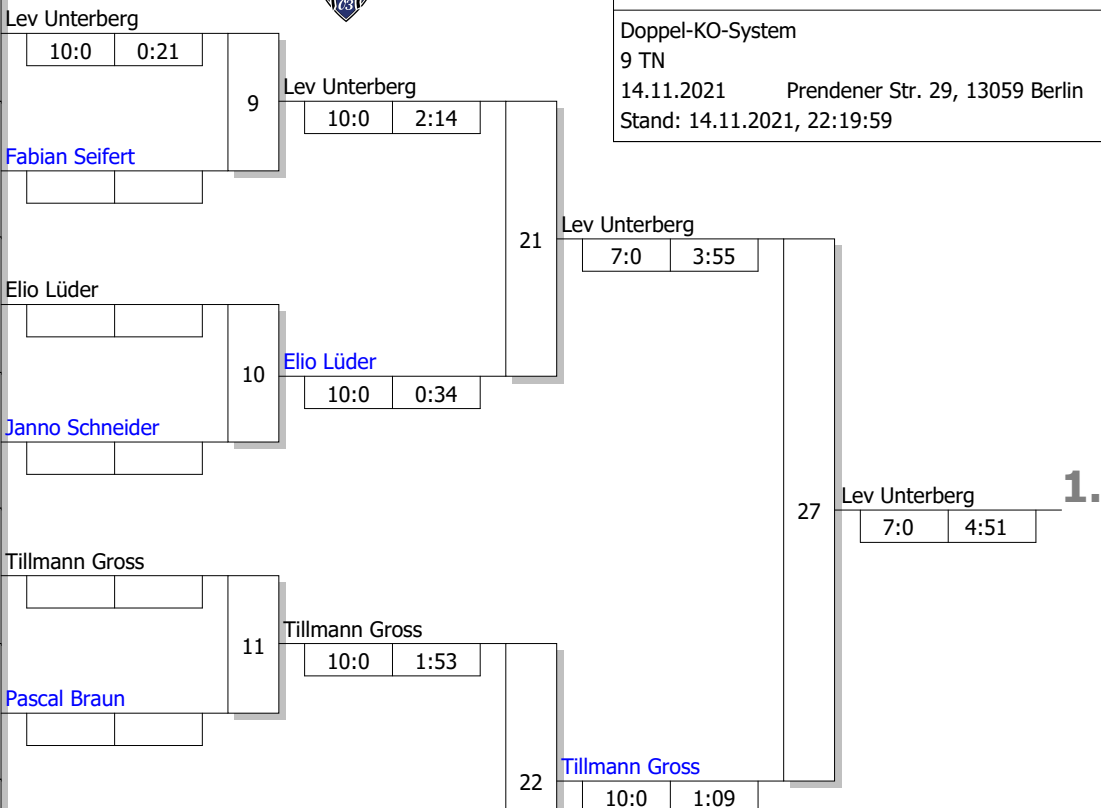 Lev Unterberg
10:0 0:21
9
Fabian Seifert
Lev Unterberg
10:0 2:14
Doppel-KO-System
9 TN
14.11.2021 Prendener Str. 29, 13059 Berlin
Stand: 14.11.2021, 22:19:59
Elio Lüder
10
Janno Schneider
Elio Lüder
10:0 0:34
21
Lev Unterberg
7:0 3:55
Tillmann Gross
11
Pascal Braun
Tillmann Gross
10:0 1:53
22
Tillmann Gross
10:0 1:09
27
Lev Unterberg
7:0 4:51
1.